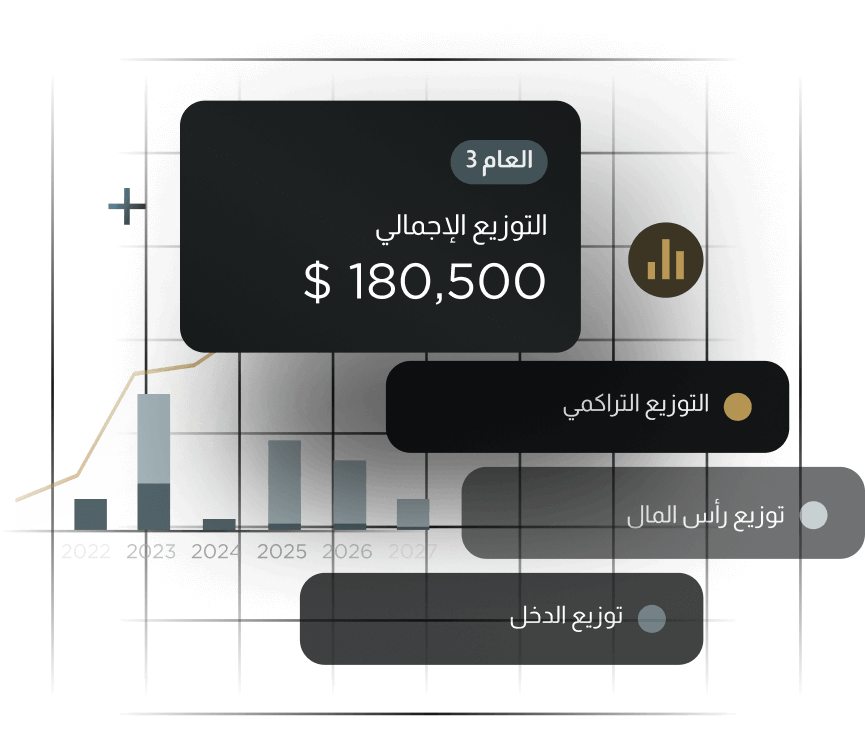 العام 3
التوزيع الإجمالي
$ 180,500
التوزيع التراكمي
توزيع رأس المال
2022 2023 2024 2025 2026 2027
توزيع الدخل